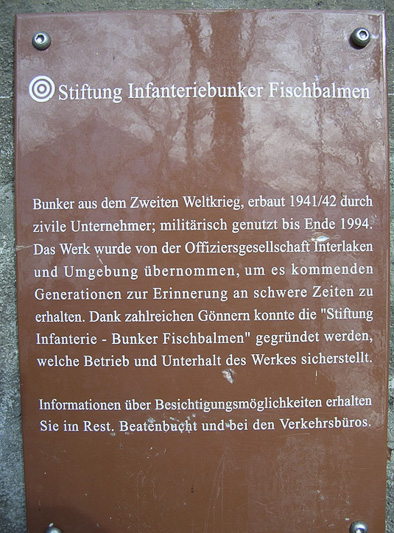 Stiftung Infanteriebunker Fischbalmen
Bunker aus dem Zweiten Weltkrieg, erbaut 1941/42 durch
zivile Unternehmer; militärisch genutzt bis Ende 1994.
Das Werk wurde von der Offiziersgesellschaft Interlaken
und Umgebung übernommen, um es kommenden
Generationen zur Erinnerung an schwere Zeiten zu
erhalten. Dank zahlreichen Gönnern konnte die "Stiftung
Infanterie - Bunker Fischbalmen" gegründet werden,
welche Betrieb und Unterhalt des Werkes sicherstellt.
Informationen über Besichtigungsmöglichkeiten erhalten
Sie im Rest. Beatenbucht und bei den Verkehrsbüros.